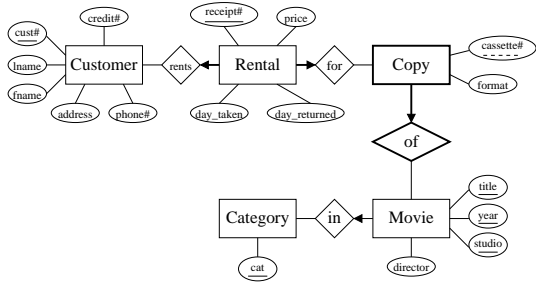 credit#
receipt#
price
cust#
cassette#
lname
Customer
rents
Rental
for
Copy
fname
format
address
phone#
day_taken
day_returned
of
title
Category
in
Movie
year
studio
cat
director